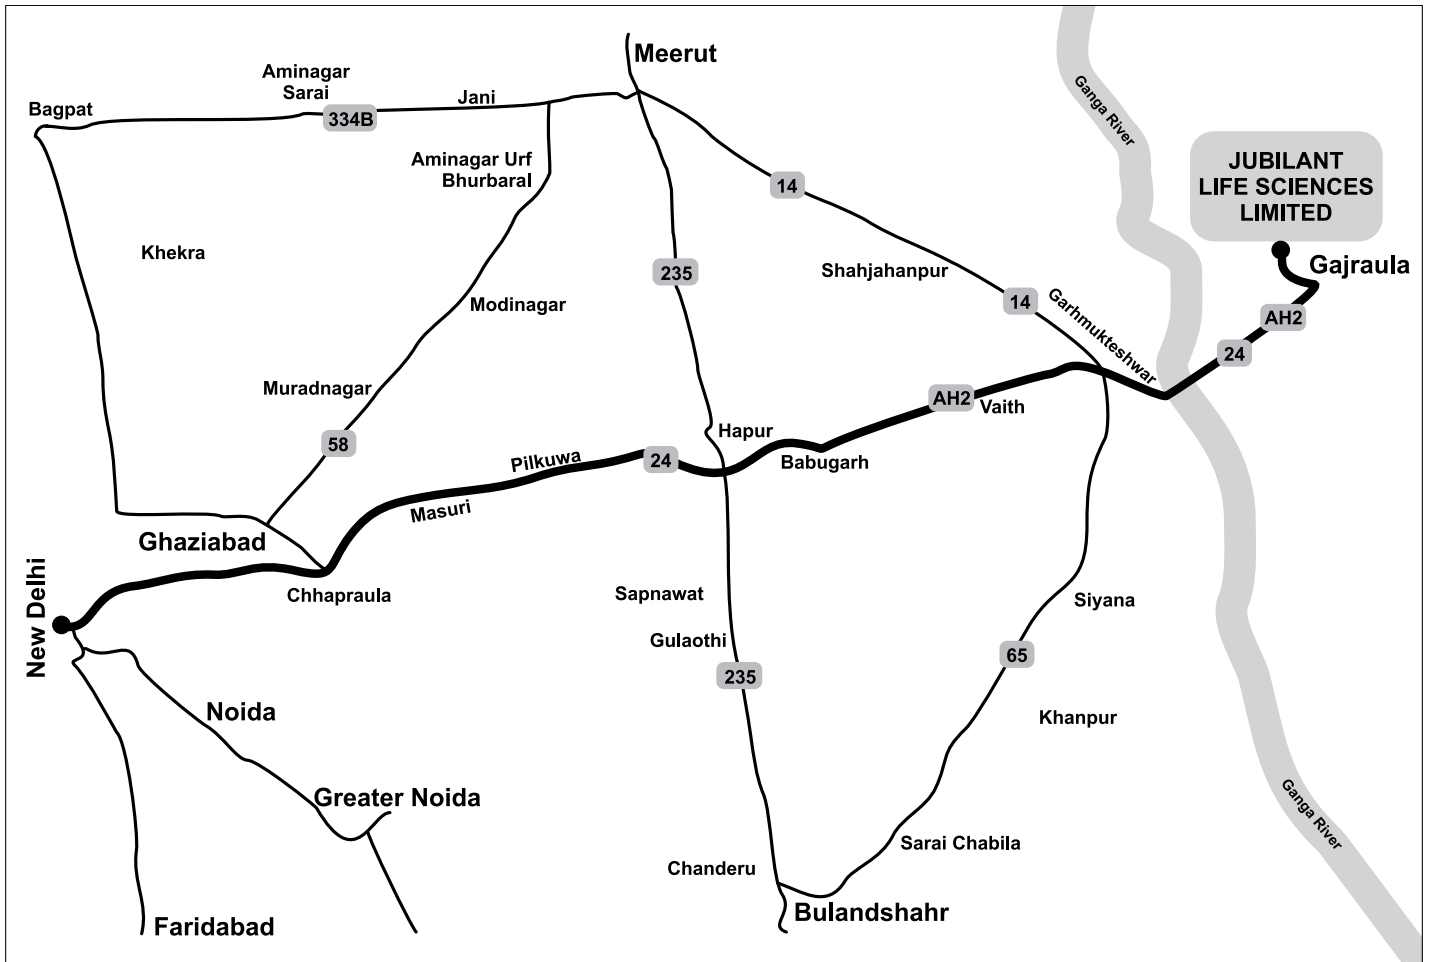 Meerut
Aminagar
Sarai
Jani
Bagpat
334B
Ganga River
Aminagar Urf
Bhurbaral
14
JUBILANT
LIFE SCIENCES
LIMITED
Khekra
235
Shahjahanpur
Gajraula
Modinagar
14
Garhmukteshwar
AH2
24
Muradnagar
AH2
Vaith
58
Hapur
Pilkuwa
24
Babugarh
Masuri
Ghaziabad
New Delhi
Chhapraula
Sapnawat
Siyana
Gulaothi
65
235
Noida
Khanpur
Greater Noida
Ganga River
Sarai Chabila
Chanderu
Bulandshahr
Faridabad